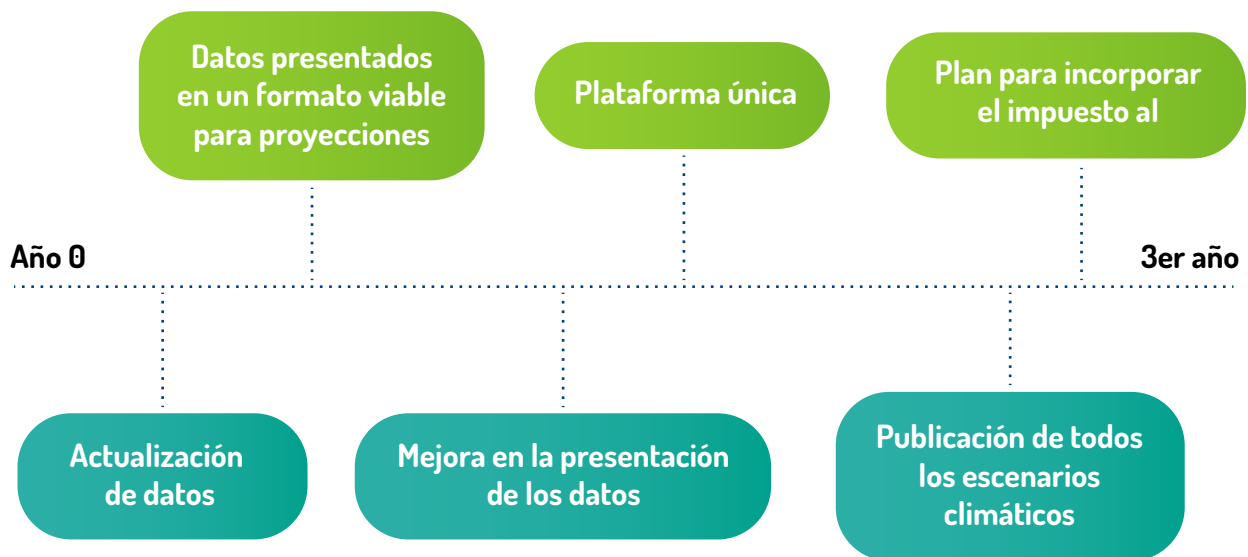 Datos presentados
en un formato viable
para proyecciones
Plataforma única
Plan para incorporar
el impuesto al
Año 0
3er año
Actualización
de datos
Mejora en la presentación
de los datos
Publicación de todos
los escenarios
climáticos